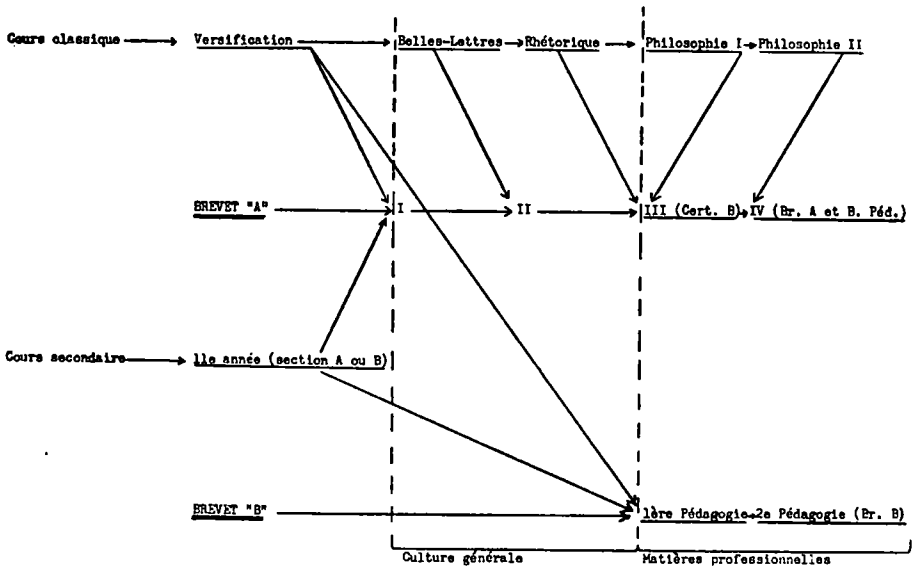 Cours classique Versification Belles-Lettres Rhétorique Philosophie I Philosophie II
BREVET "A" I II III (Cert. B) IV (Br. A et B. Péd.)
Cours secondaire 11e année (section A ou B)
BREVET "B" 1ère Pédagogie 2e Pédagogie (Br. B)
Culture générale Matières professionnelles